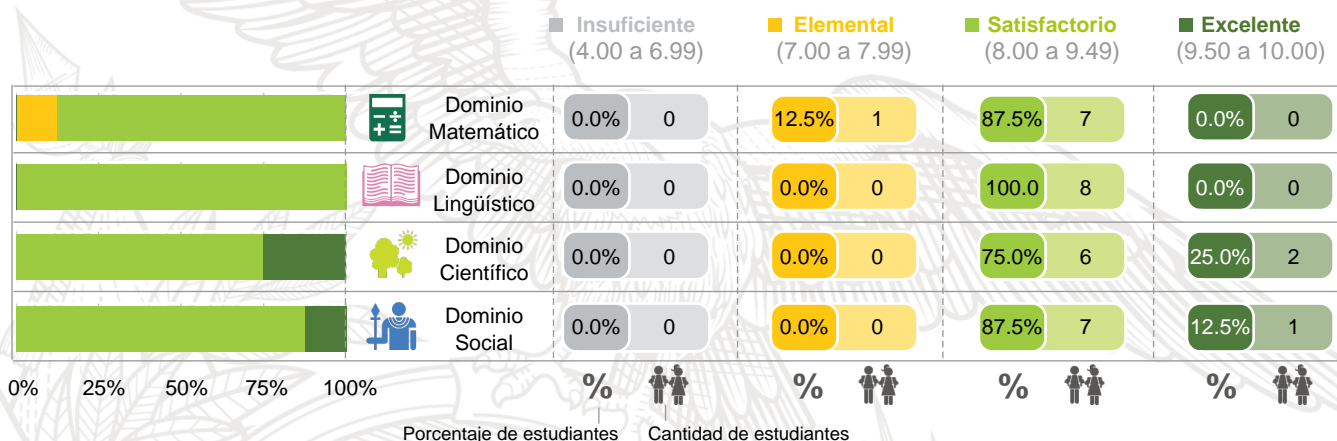 Insuficiente
(4.00 a 6.99)
Elemental
(7.00 a 7.99)
Satisfactorio
(8.00 a 9.49)
Excelente
(9.50 a 10.00)
Dominio
Matemático
0.0% 0 12.5% 1 87.5% 7 0.0% 0
Dominio
Lingüístico
0.0% 0 0.0% 0 100.0 8 0.0% 0
Dominio
Científico
0.0% 0 0.0% 0 75.0% 6 25.0% 2
Dominio
Social
0.0% 0 0.0% 0 87.5% 7 12.5% 1
0% 25% 50% 75% 100%
% % % %
Porcentaje de estudiantes Cantidad de estudiantes